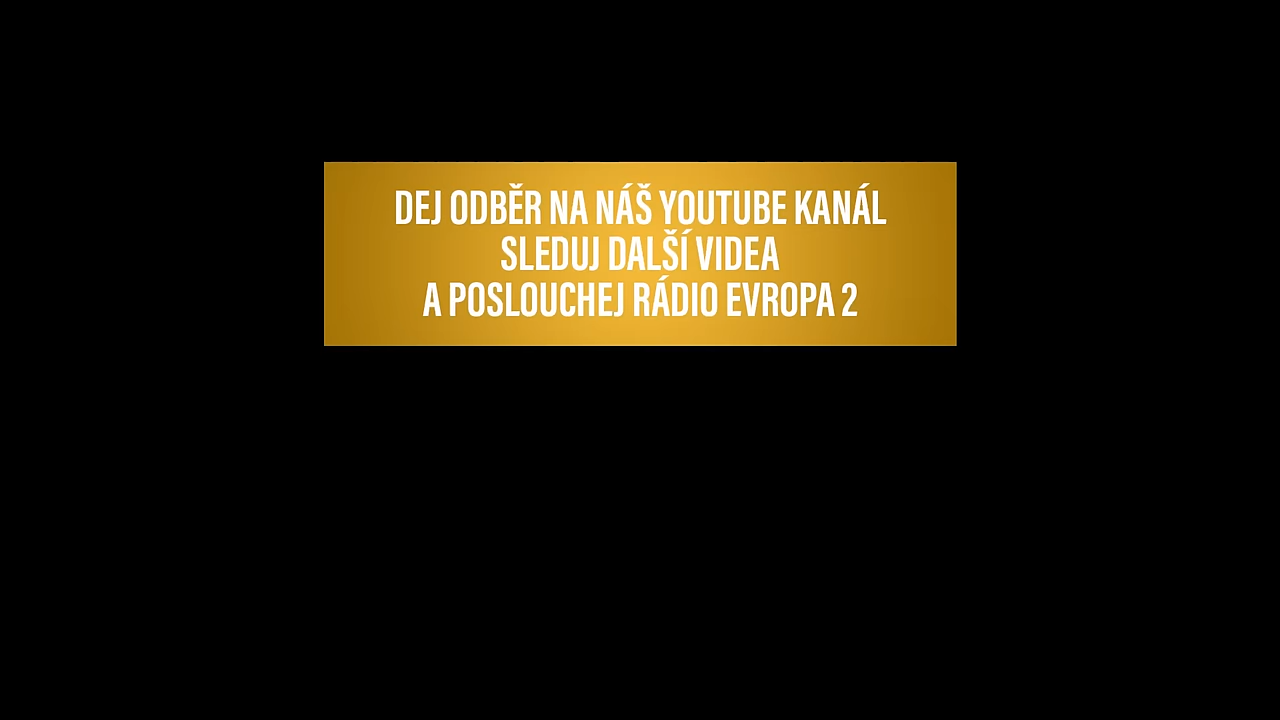 DEJ ODBĚR NA NÁŠ YOUTUBE KANÁL
SLEDUJ DALŠÍ VIDEA
A POSLOUCHEJ RÁDIO EVROPA 2